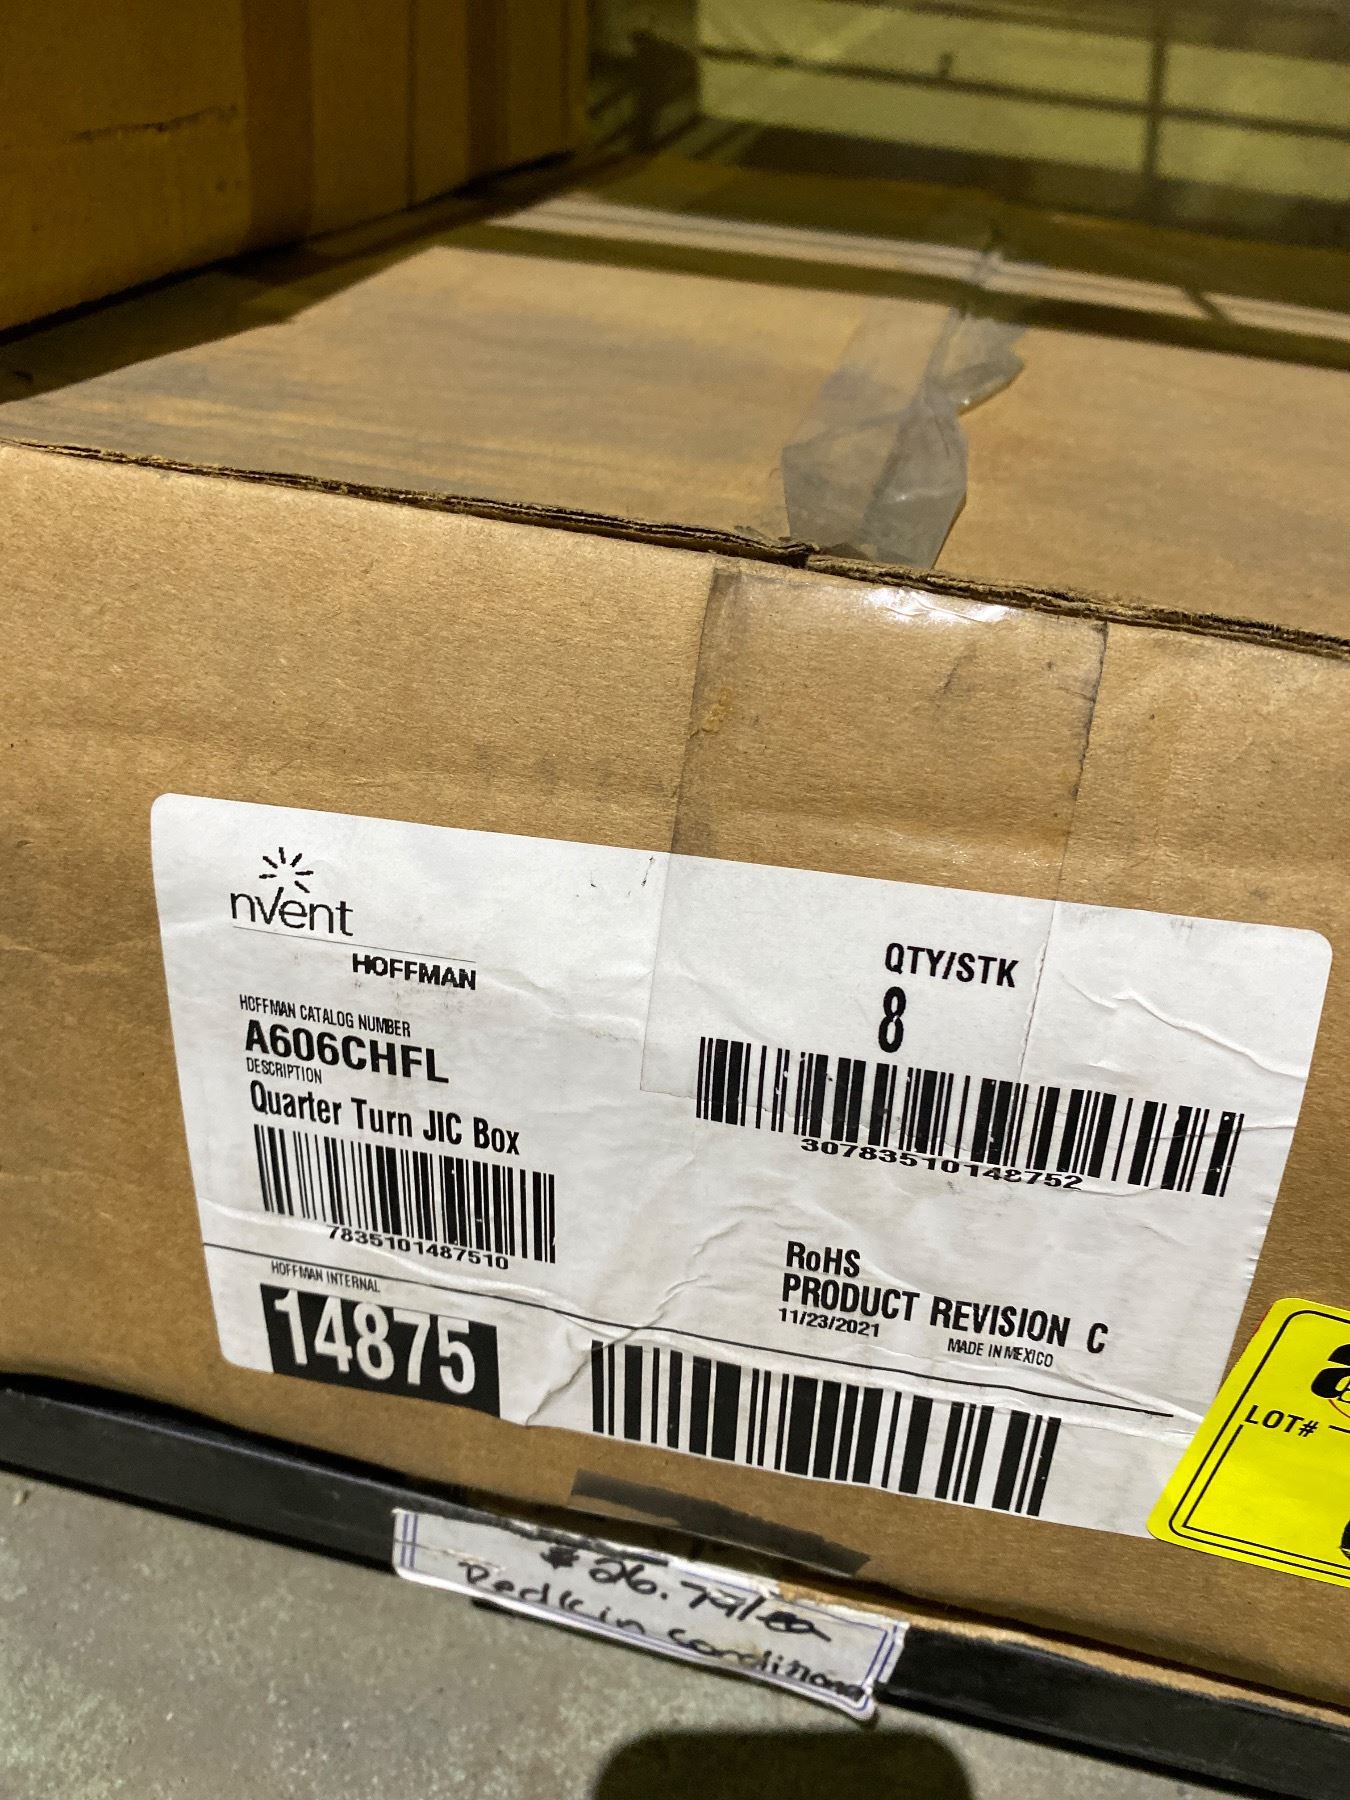 nVent
HOFFMAN
HOFFMAN CATALOG NUMBER
A606CHFL
DESCRIPTION
Quarter Turn JIC Box
7835101487510
HOFFMAN INTERNAL
14875
QTY/STK
8
30783510148752
RoHS
PRODUCT REVISION C
11/23/2021
MADE IN MEXICO
LOT#